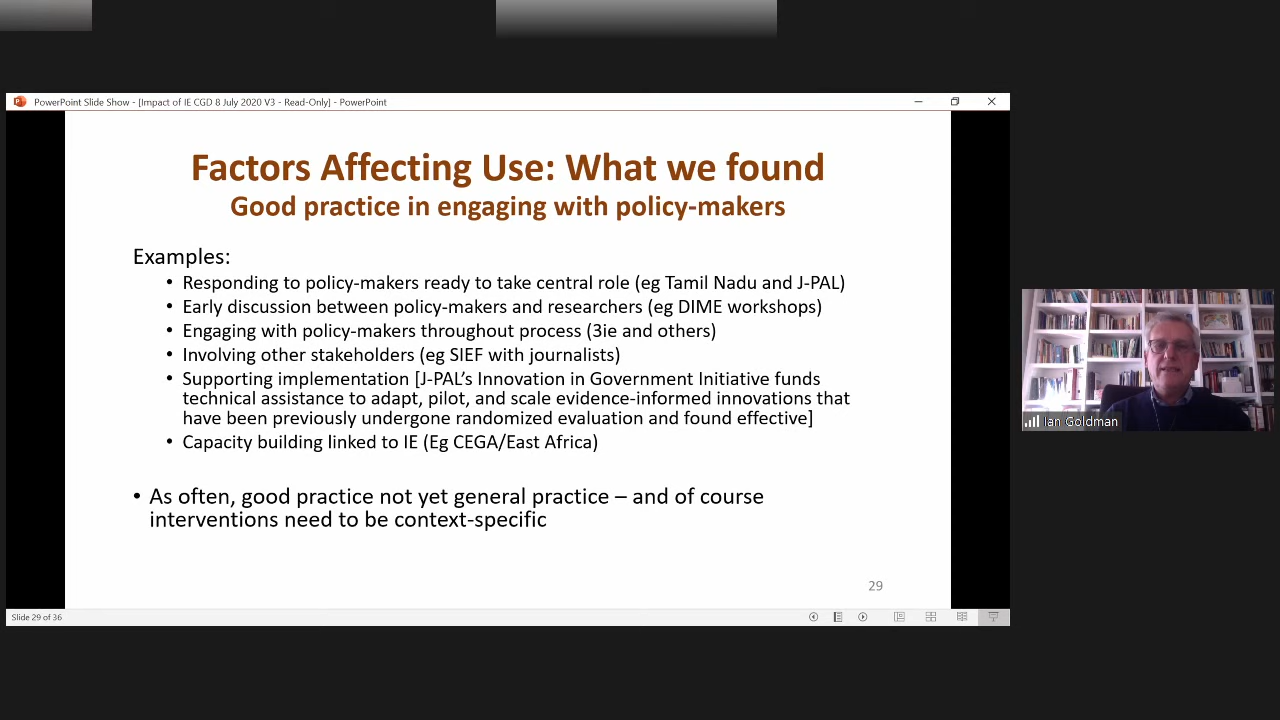 PowerPoint Slide Show - [Impact of IE CGD 8 July 2020 V3 - Read-Only] - PowerPoint
Factors Affecting Use: What we found
Good practice in engaging with policy-makers
Examples:
• Responding to policy-makers ready to take central role (eg Tamil Nadu and J-PAL)
• Early discussion between policy-makers and researchers (eg DIME workshops)
• Engaging with policy-makers throughout process (3ie and others)
• Involving other stakeholders (eg SIEF with journalists)
• Supporting implementation [J-PAL’s Innovation in Government Initiative funds
technical assistance to adapt, pilot, and scale evidence-informed innovations that
have been previously undergone randomized evaluation and found effective]
• Capacity building linked to IE (Eg CEGA/East Africa)
• As often, good practice not yet general practice – and of course
interventions need to be context-specific
29
Slide 29 of 36
Ian Goldman